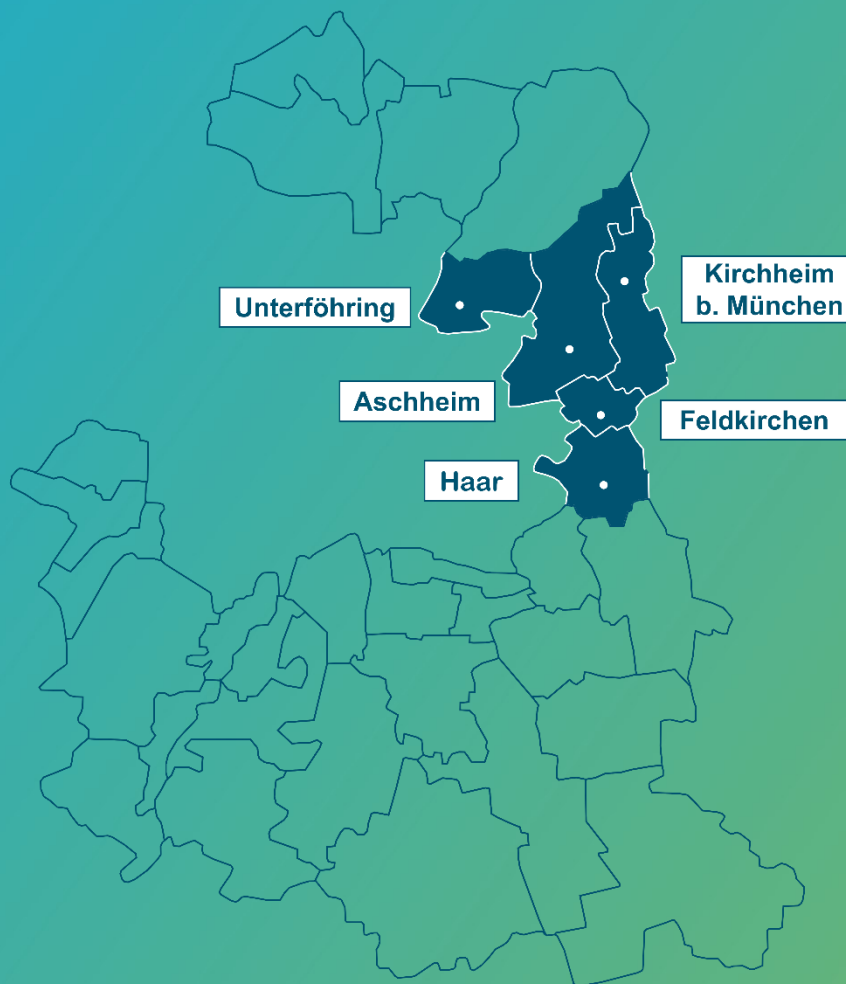 Kirchheim
b. München
Unterföhring
Aschheim
Feldkirchen
Haar